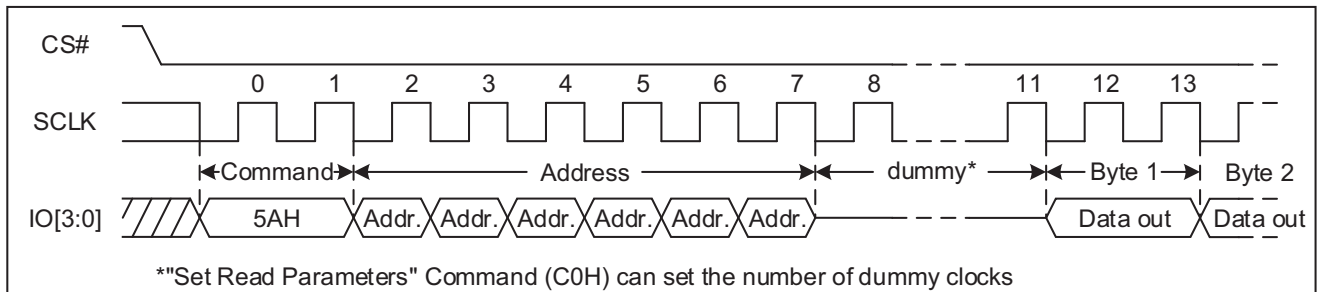 CS#
0 1 2 3 4 5 6 7 8 11 12 13
SCLK
Command Address dummy* Byte 1 Byte 2
IO[3:0] 5AH Addr. Addr. Addr. Addr. Addr. Addr. Data out Data out
*"Set Read Parameters" Command (C0H) can set the number of dummy clocks